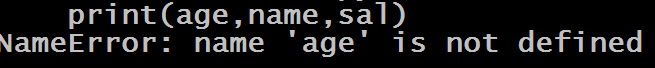 print(age,name,sal)
NameError: name 'age' is not defined